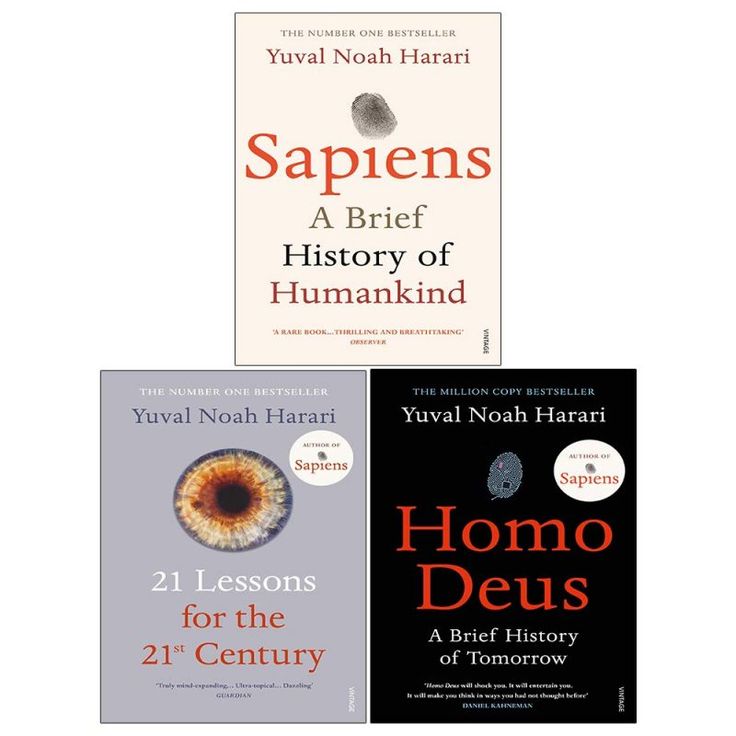 THE NUMBER ONE BESTSELLER
Yuval Noah Harari
Sapiens
A Brief
History of
Humankind
'A RARE BOOK...THRILLING AND BREATHTAKING'
OBSERVER
VINTAGE
THE NUMBER ONE BESTSELLER
Yuval Noah Harari
AUTHOR OF
Sapiens
21 Lessons
for the
21st Century
'Truly mind-expanding... Ultra-topical... Dazzling'
GUARDIAN
VINTAGE
THE MILLION COPY BESTSELLER
Yuval Noah Harari
AUTHOR OF
Sapiens
Homo
Deus
A Brief History
of Tomorrow
'Homo Deus will shock you. It will entertain you.
It will make you think in ways you had not thought before'
DANIEL KAHNEMAN
VINTAGE